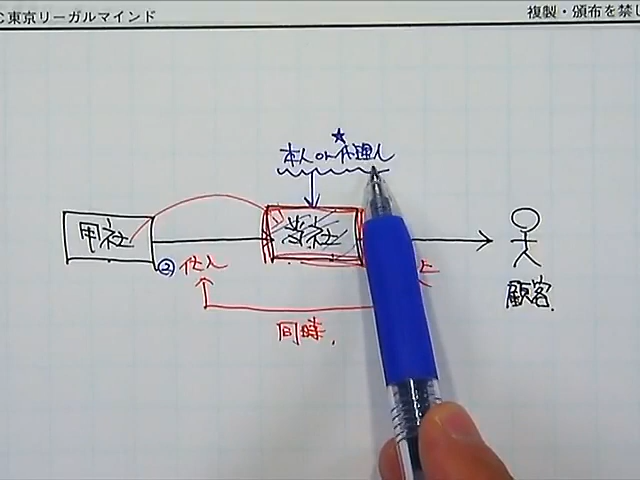 C東京リーガルマインド
複製・頒布を禁じ
★
本人or代理人
甲社
当社
②仕入
顧客
同時